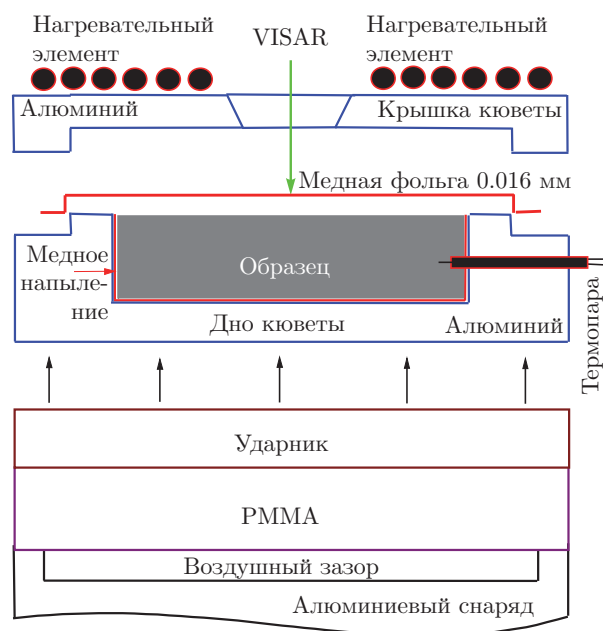 Нагревательный
элемент
VISAR
Нагревательный
элемент
Алюминий
Крышка кюветы
Медная фольга 0.016 мм
Медное
напыле-
ние
Образец
Дно кюветы
Алюминий
Термопара
Ударник
PMMA
Воздушный зазор
Алюминиевый снаряд